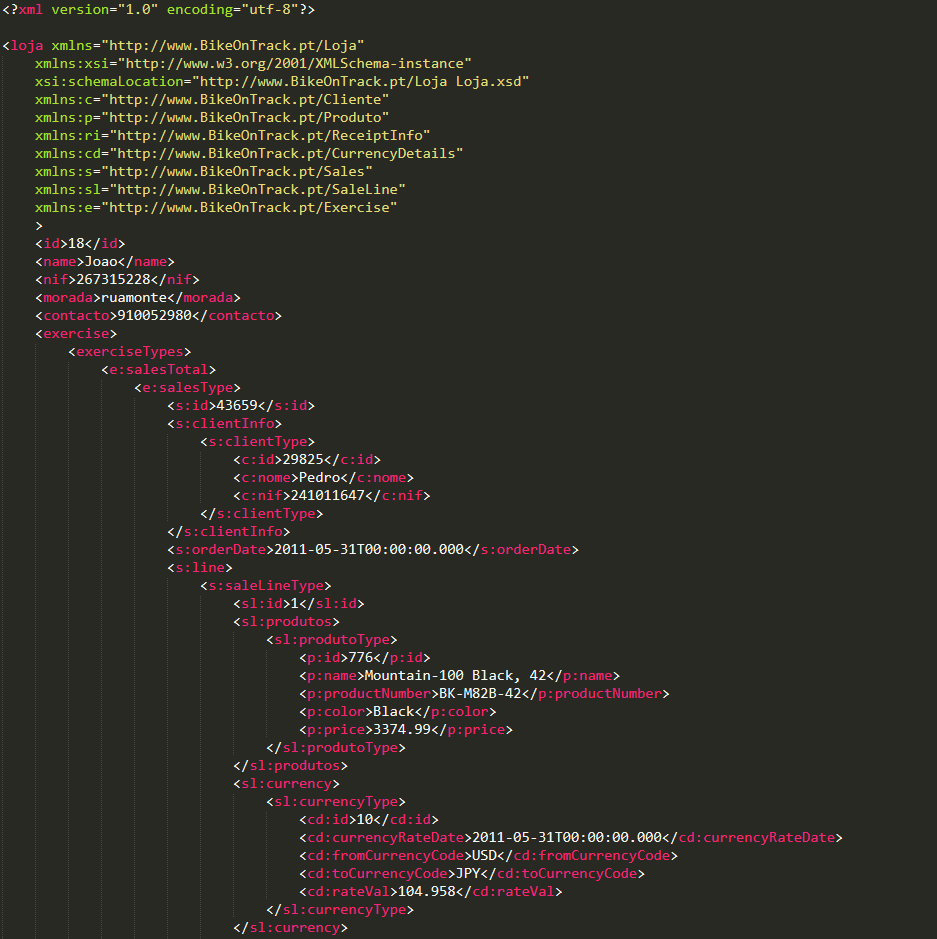 <?xml version="1.0" encoding="utf-8"?>
<loja xmlns="http://www.BikeOnTrack.pt/Loja"
xmlns:xsi="http://www.w3.org/2001/XMLSchema-instance"
xsi:schemaLocation="http://www.BikeOnTrack.pt/Loja Loja.xsd"
xmlns:c="http://www.BikeOnTrack.pt/Cliente"
xmlns:p="http://www.BikeOnTrack.pt/Produto"
xmlns:ri="http://www.BikeOnTrack.pt/ReceiptInfo"
xmlns:cd="http://www.BikeOnTrack.pt/CurrencyDetails"
xmlns:s="http://www.BikeOnTrack.pt/Sales"
xmlns:sl="http://www.BikeOnTrack.pt/SaleLine"
xmlns:e="http://www.BikeOnTrack.pt/Exercise"
>
<id>18</id>
<name>Joao</name>
<nif>267315228</nif>
<morada>ruamonte</morada>
<contacto>910052980</contacto>
<exercise>
<exerciseTypes>
<e:salesTotal>
<e:salesType>
<s:id>43659</s:id>
<s:clientInfo>
<s:clientType>
<c:id>29825</c:id>
<c:nome>Pedro</c:nome>
<c:nif>241011647</c:nif>
</s:clientType>
</s:clientInfo>
<s:orderDate>2011-05-31T00:00:00.000</s:orderDate>
<s:line>
<s:saleLineType>
<sl:id>1</sl:id>
<sl:produtos>
<sl:produtoType>
<p:id>776</p:id>
<p:name>Mountain-100 Black, 42</p:name>
<p:productNumber>BK-M82B-42</p:productNumber>
<p:color>Black</p:color>
<p:price>3374.99</p:price>
</sl:produtoType>
</sl:produtos>
<sl:currency>
<sl:currencyType>
<cd:id>10</cd:id>
<cd:currencyRateDate>2011-05-31T00:00:00.000</cd:currencyRateDate>
<cd:fromCurrencyCode>USD</cd:fromCurrencyCode>
<cd:toCurrencyCode>JPY</cd:toCurrencyCode>
<cd:rateVal>104.958</cd:rateVal>
</sl:currencyType>
</sl:currency>